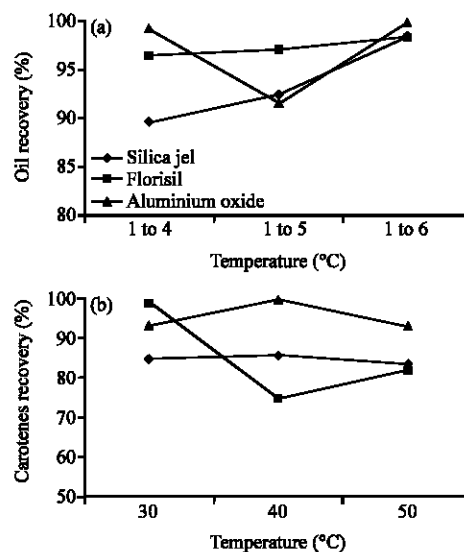 (a)
Oil recovery (%)
100
95
90
85
80
Silica jel
Florisil
Aluminium oxide
1 to 4
1 to 5
1 to 6
Temperature (°C)
(b)
Carotenes recovery (%)
100
90
80
70
60
50
30
40
50
Temperature (°C)